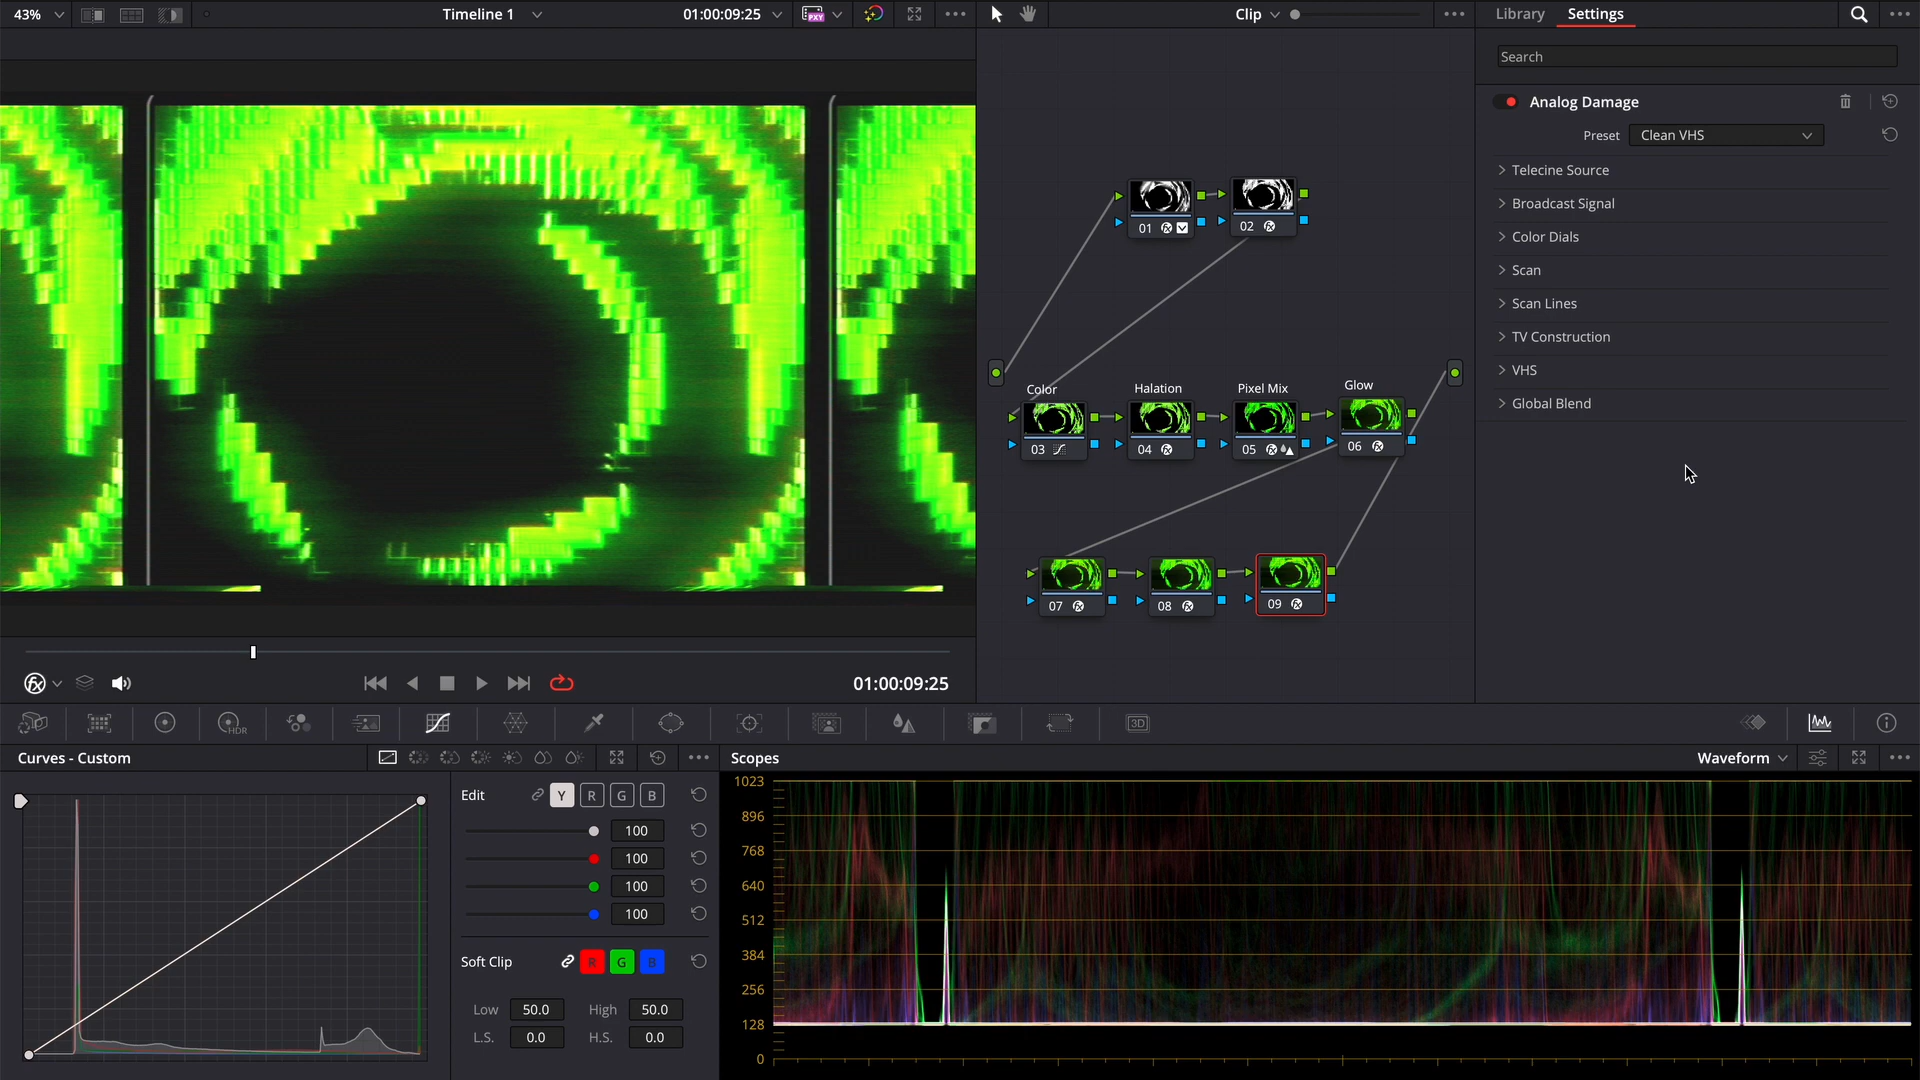 43%
Timeline 1
01:00:09:25
PXY
Clip
Library
Settings
Search
Analog Damage
Preset
Clean VHS
Telecine Source
Broadcast Signal
Color Dials
Scan
Scan Lines
TV Construction
VHS
Global Blend
01
02
Color
Halation
Pixel Mix
Glow
03
04
05
06
07
08
09
01:00:09:25
HDR
3D
Curves - Custom
Edit
Y
R
G
B
100
100
100
100
Soft Clip
R
G
B
Low
50.0
High
50.0
L.S.
0.0
H.S.
0.0
Scopes
Waveform
1023
896
768
640
512
384
256
128
0